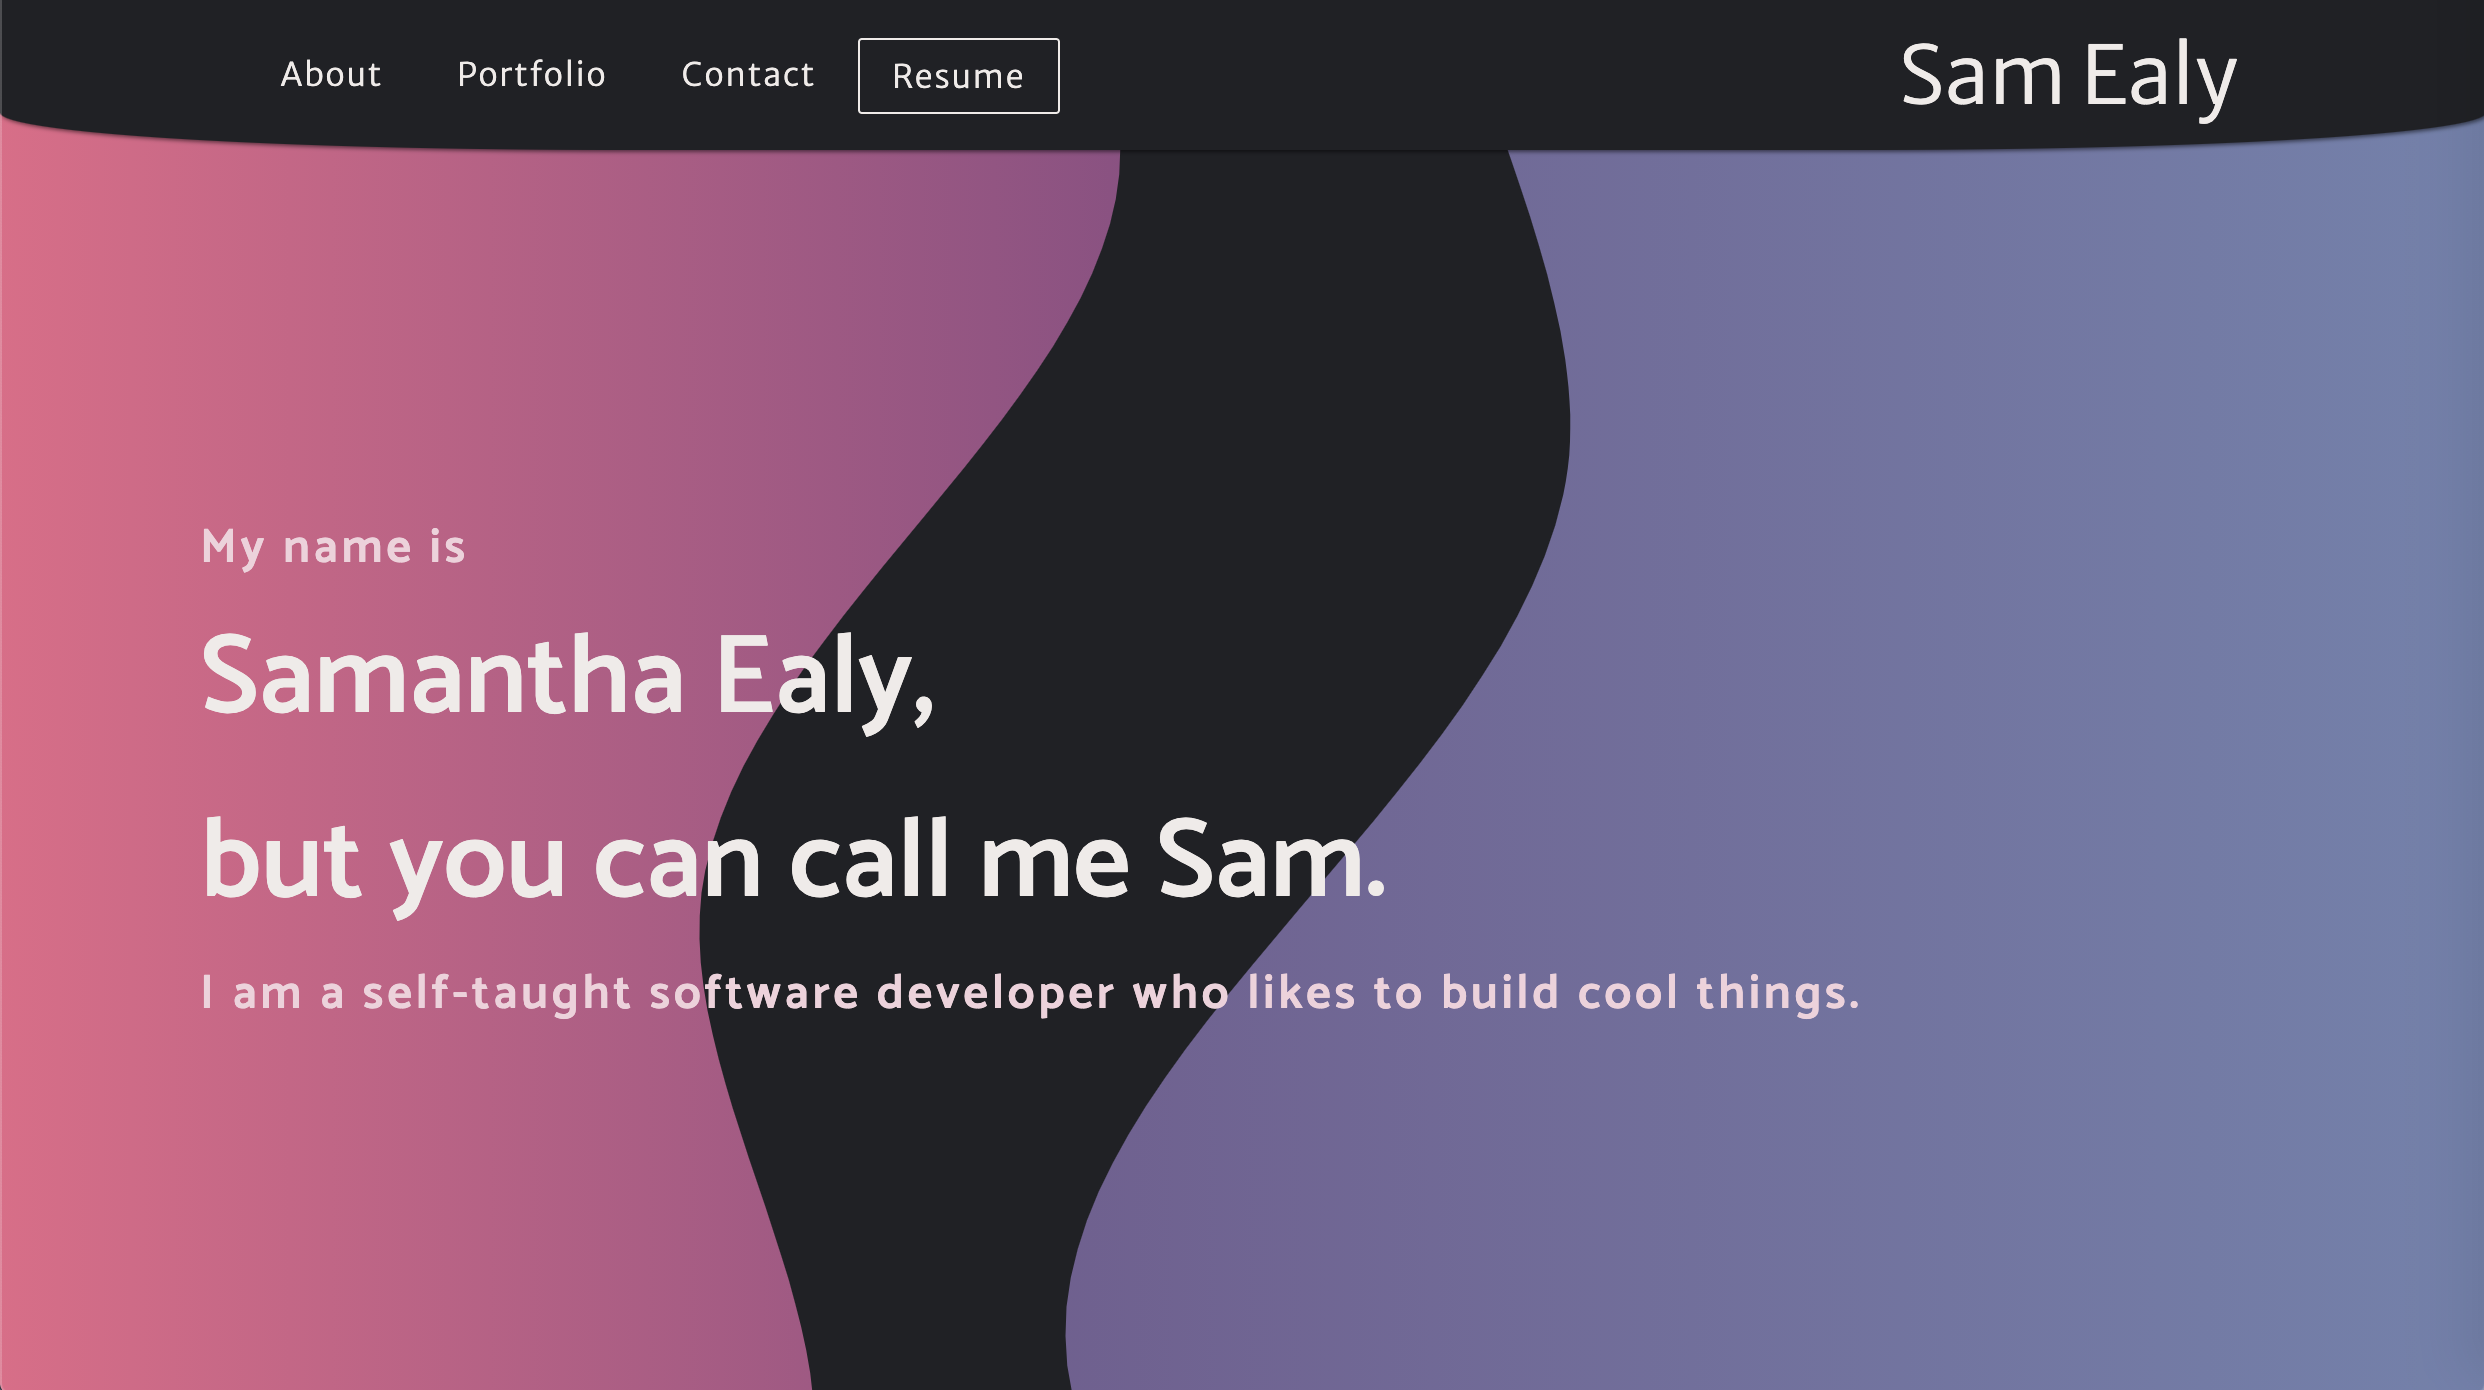 About Portfolio Contact Resume Sam Ealy
My name is
Samantha Ealy,
but you can call me Sam.
I am a self-taught software developer who likes to build cool things.